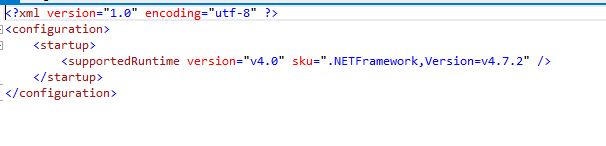 <?xml version="1.0" encoding="utf-8" ?>
<configuration>
    <startup>
        <supportedRuntime version="v4.0" sku=".NETFramework,Version=v4.7.2" />
    </startup>
</configuration>